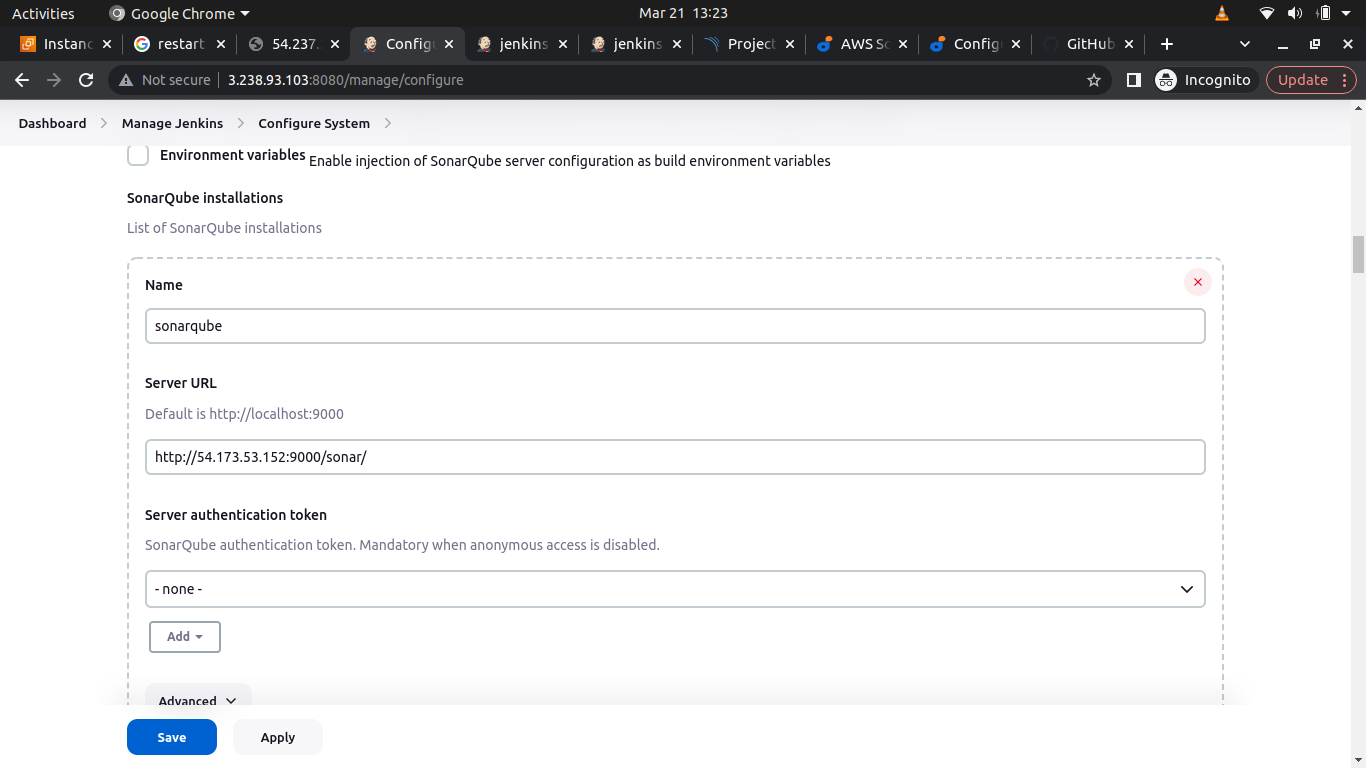 Activities Google Chrome Mar 21 13:23
Instanc restart 54.237. Configu jenkins jenkins Project AWS Sc Configu GitHub
Not secure 3.238.93.103:8080/manage/configure Incognito Update
Dashboard Manage Jenkins Configure System
Environment variables Enable injection of SonarQube server configuration as build environment variables
SonarQube installations
List of SonarQube installations
Name
sonarqube
Server URL
Default is http://localhost:9000
http://54.173.53.152:9000/sonar/
Server authentication token
SonarQube authentication token. Mandatory when anonymous access is disabled.
- none -
Add
Advanced
Save Apply